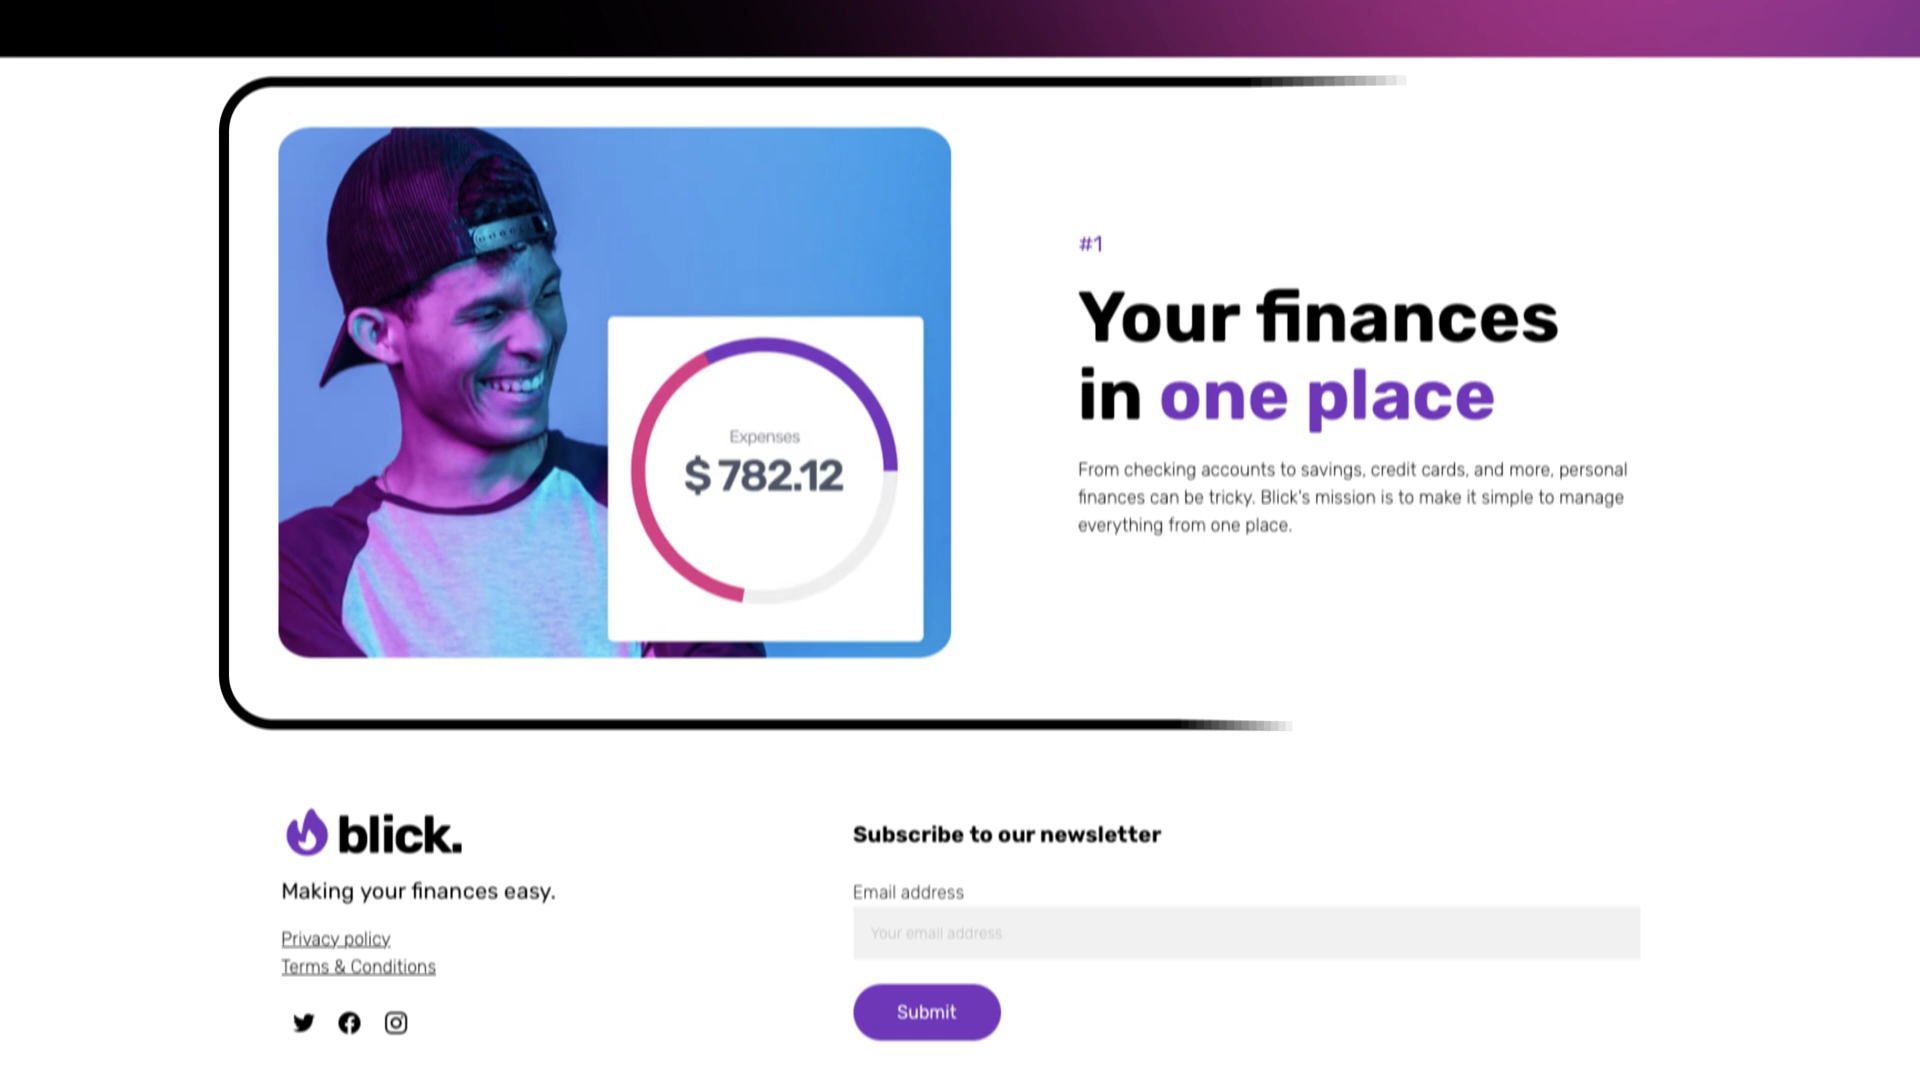 Expenses
$ 782.12
#1
Your finances
in one place
From checking accounts to savings, credit cards, and more, personal
finances can be tricky. Blick's mission is to make it simple to manage
everything from one place.
blick.
Making your finances easy.
Privacy policy
Terms & Conditions
Subscribe to our newsletter
Email address
Your email address
Submit